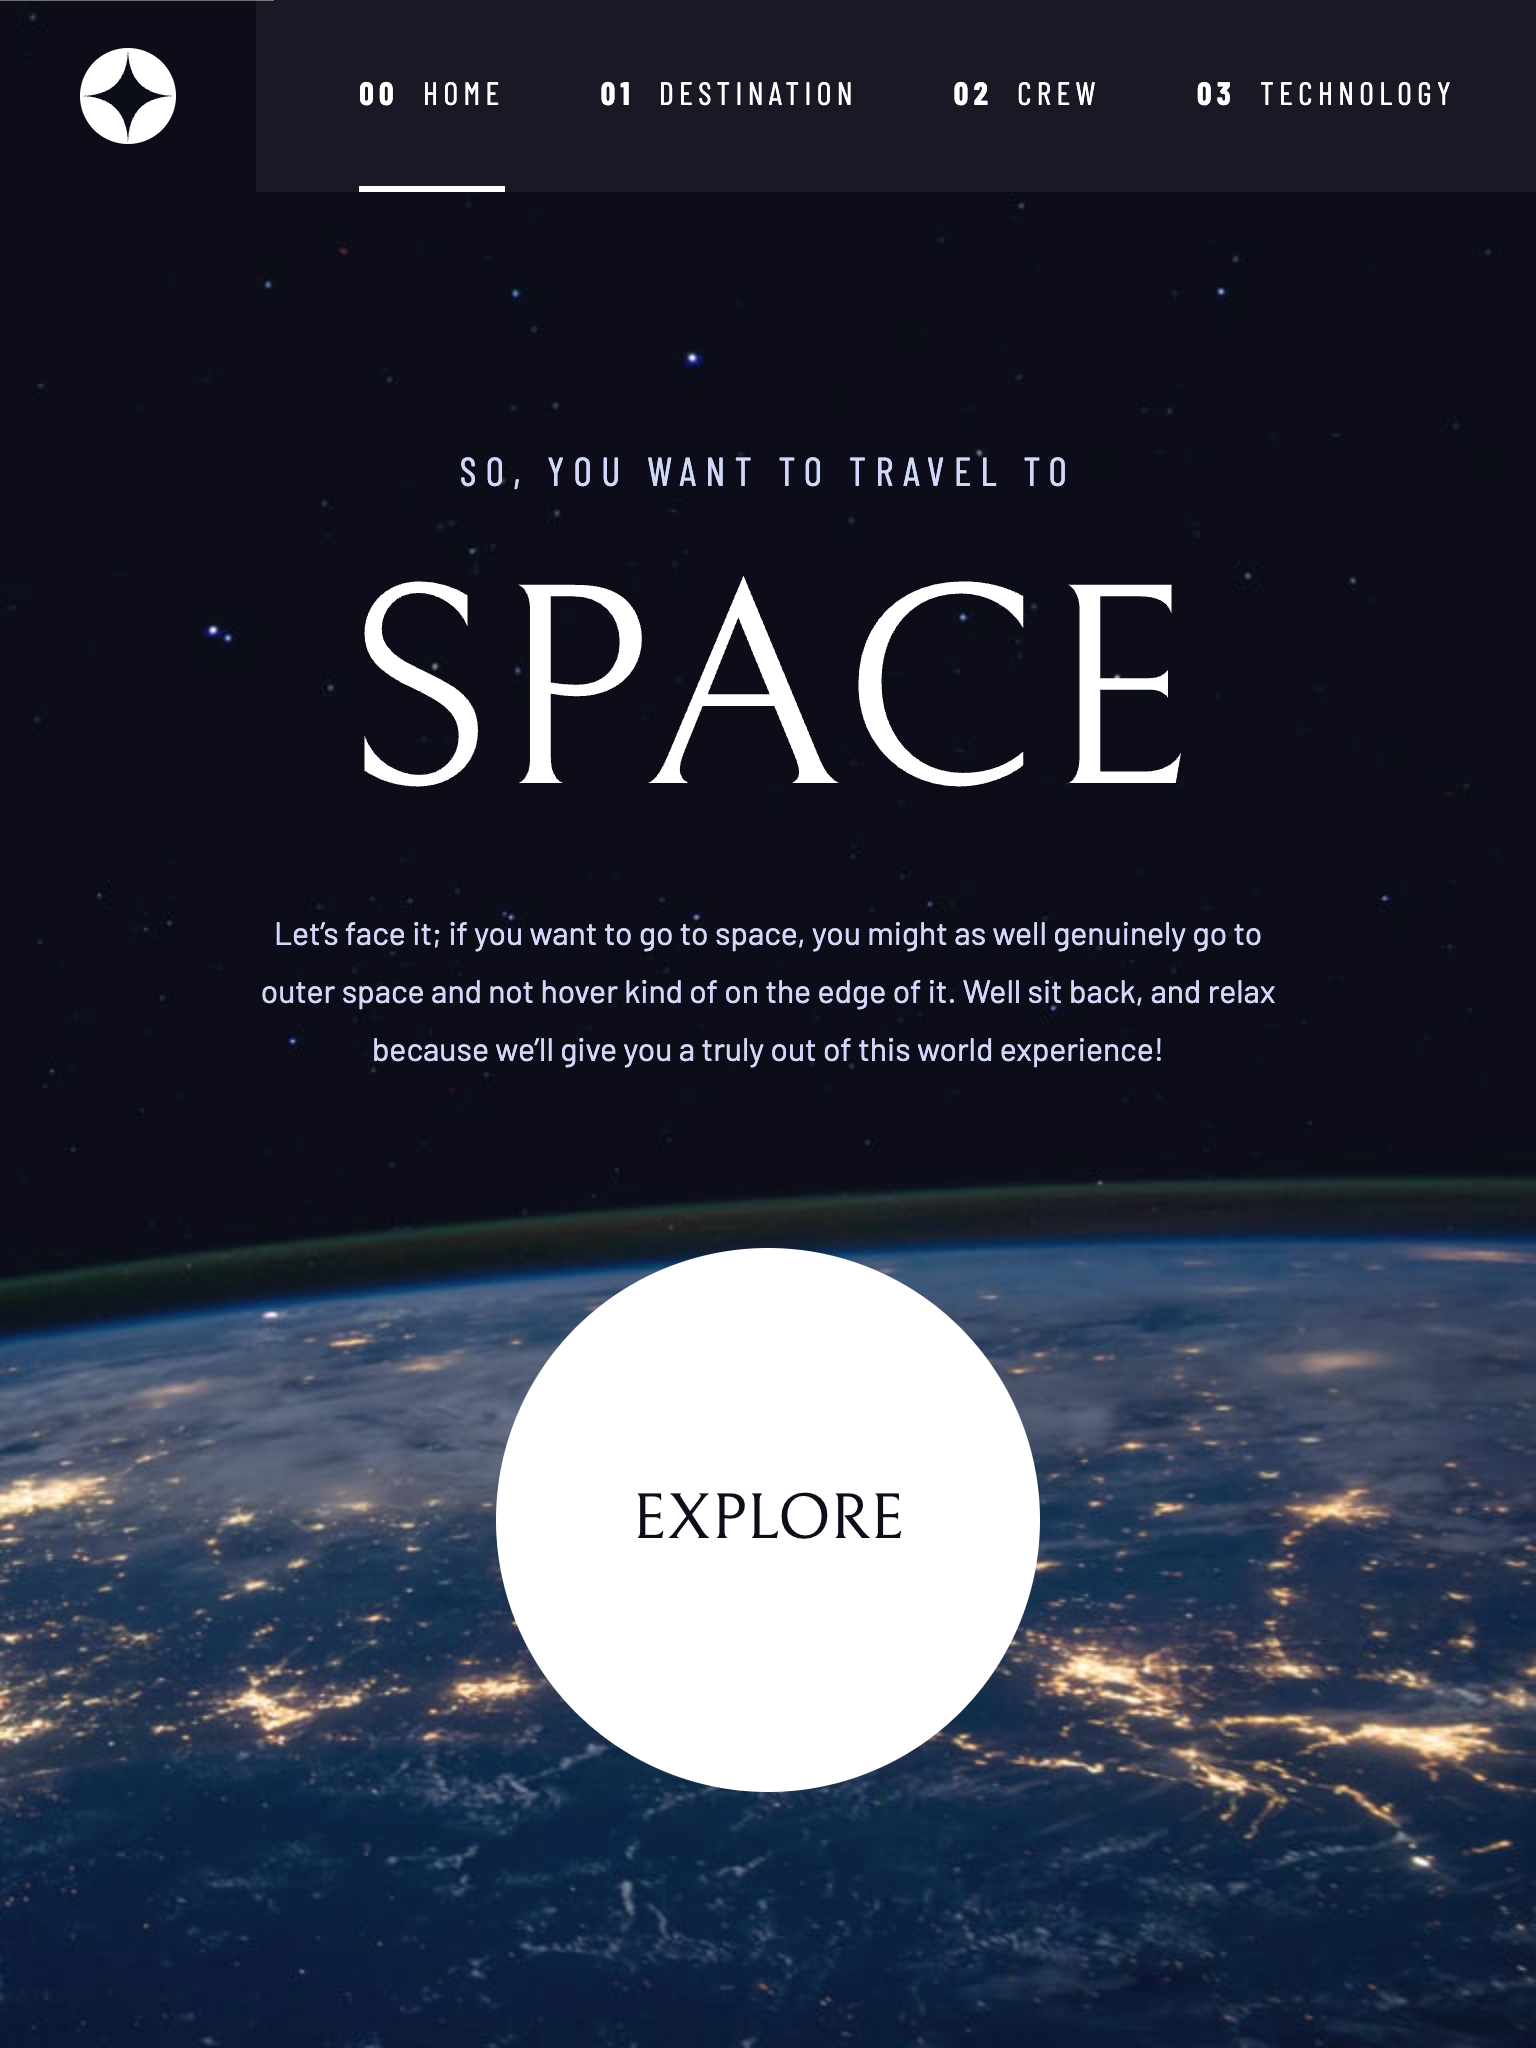 00 HOME 01 DESTINATION 02 CREW 03 TECHNOLOGY
SO, YOU WANT TO TRAVEL TO
SPACE
Let’s face it; if you want to go to space, you might as well genuinely go to
outer space and not hover kind of on the edge of it. Well sit back, and relax
because we’ll give you a truly out of this world experience!
EXPLORE